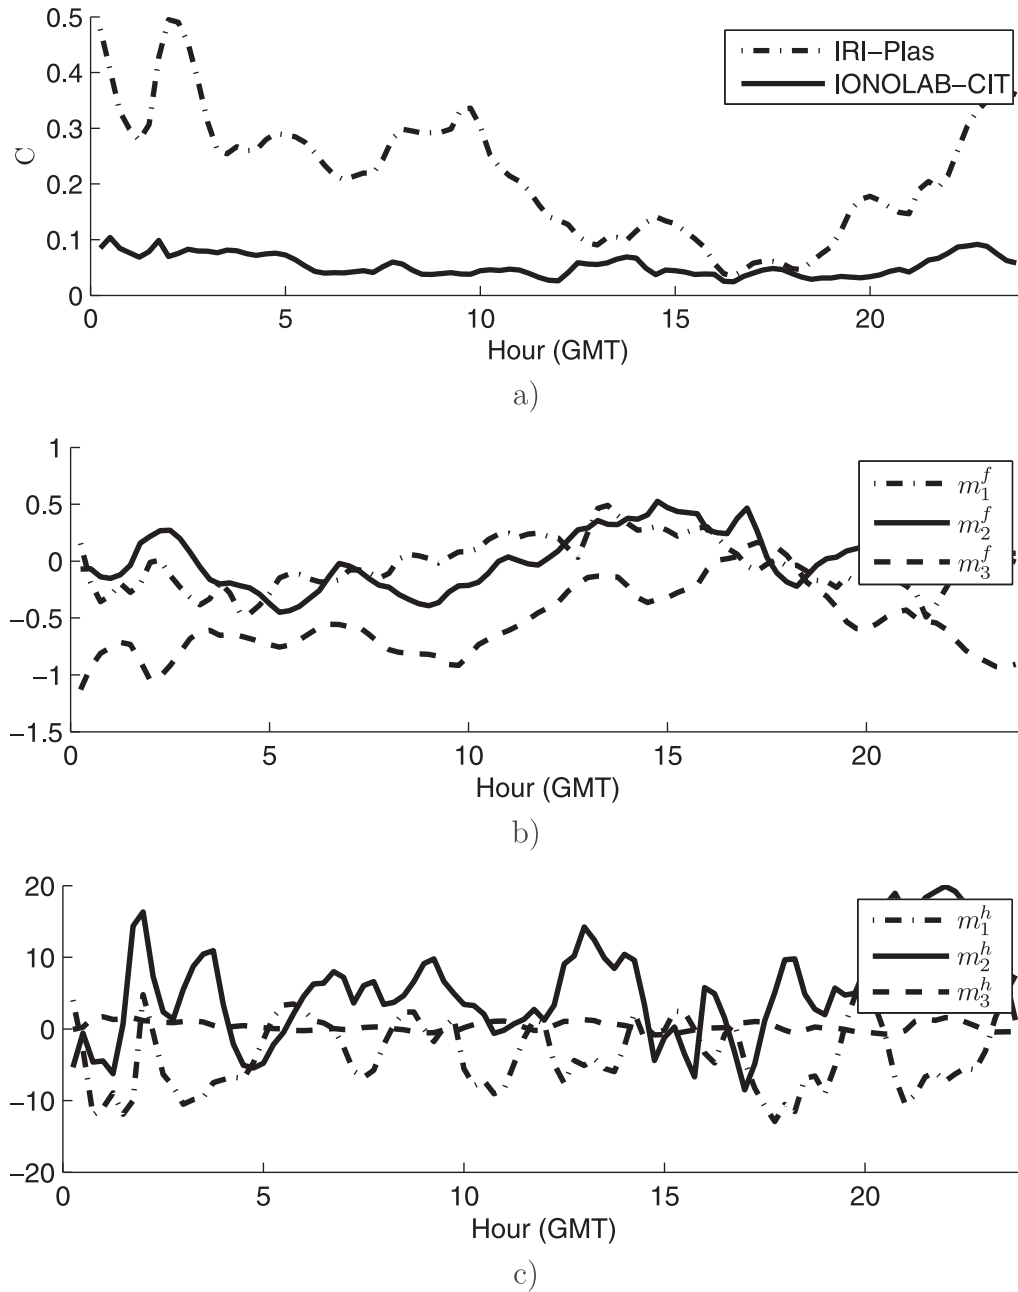 0.5
0.4
0.3
0.2
0.1
0
C
IRI−Plas
IONOLAB−CIT
0 5 10 15 20
Hour (GMT)
a)
1
0.5
0
−0.5
−1
−1.5
m_1^f
m_2^f
m_3^f
0 5 10 15 20
Hour (GMT)
b)
20
10
0
−10
−20
m_1^h
m_2^h
m_3^h
0 5 10 15 20
Hour (GMT)
c)